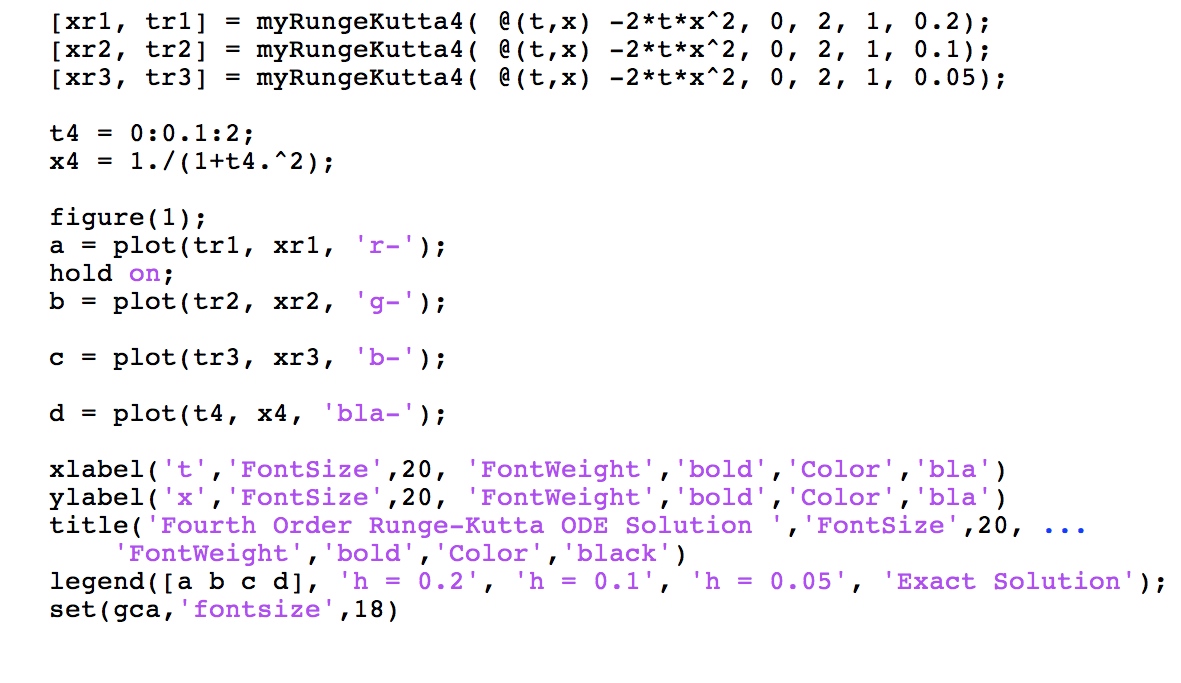 [xr1, tr1] = myRungeKutta4( @(t,x) -2*t*x^2, 0, 2, 1, 0.2);
[xr2, tr2] = myRungeKutta4( @(t,x) -2*t*x^2, 0, 2, 1, 0.1);
[xr3, tr3] = myRungeKutta4( @(t,x) -2*t*x^2, 0, 2, 1, 0.05);
t4 = 0:0.1:2;
x4 = 1./(1+t4.^2);
figure(1);
a = plot(tr1, xr1, 'r-');
hold on;
b = plot(tr2, xr2, 'g-');
c = plot(tr3, xr3, 'b-');
d = plot(t4, x4, 'bla-');
xlabel('t','FontSize',20, 'FontWeight','bold','Color','bla')
ylabel('x','FontSize',20, 'FontWeight','bold','Color','bla')
title('Fourth Order Runge-Kutta ODE Solution ','FontSize',20, ...
'FontWeight','bold','Color','black')
legend([a b c d], 'h = 0.2', 'h = 0.1', 'h = 0.05', 'Exact Solution');
set(gca,'fontsize',18)